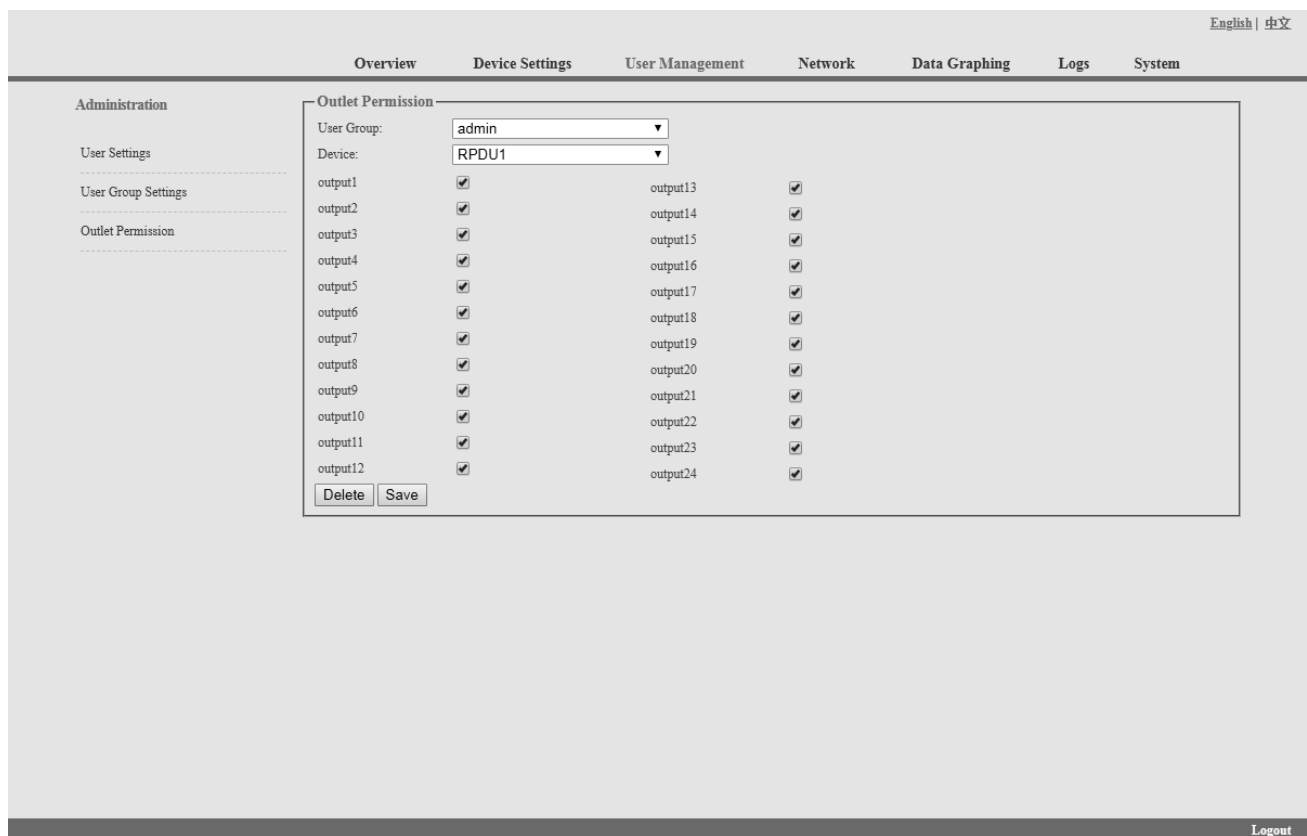 English | 中文
Overview Device Settings User Management Network Data Graphing Logs System
Administration
User Settings
User Group Settings
Outlet Permission
Outlet Permission
User Group: admin
Device: RPDU1
output1
output2
output3
output4
output5
output6
output7
output8
output9
output10
output11
output12
output13
output14
output15
output16
output17
output18
output19
output20
output21
output22
output23
output24
Delete Save
Logout